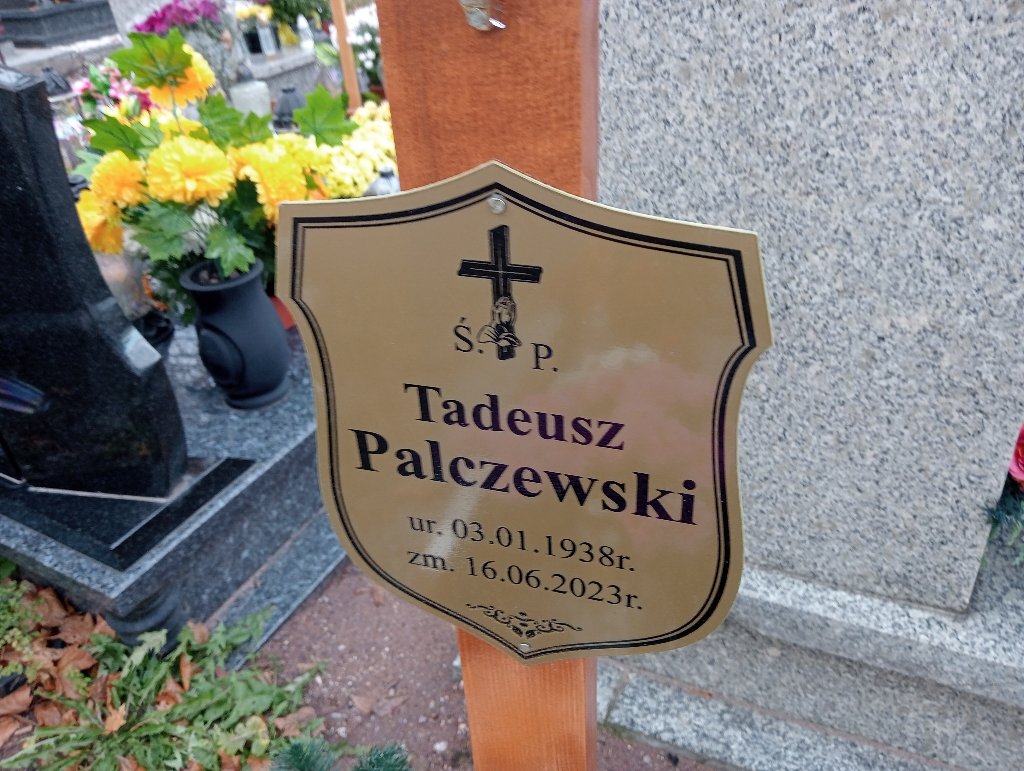 Ś. P.
Tadeusz
Palczewski
ur. 03.01.1938r.
zm. 16.06.2023r.